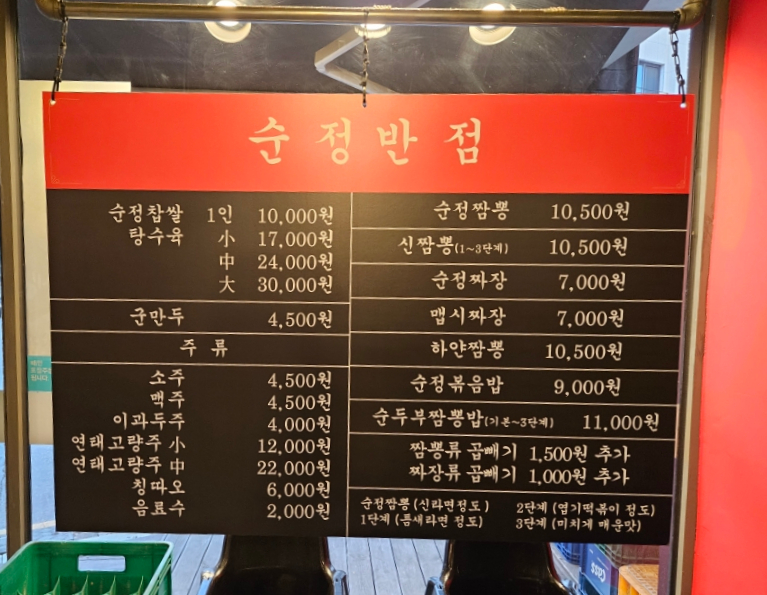 순정반점
순정찹쌀 1인 10,000원
탕수육 小 17,000원
中 24,000원
大 30,000원
군만두 4,500원
주류
소주 4,500원
맥주 4,500원
이과두주 4,000원
연태고량주 小 12,000원
연태고량주 中 22,000원
칭따오 6,000원
음료수 2,000원
순정짬뽕 10,500원
신짬뽕(1~3단계) 10,500원
순정짜장 7,000원
맵시짜장 7,000원
하얀짬뽕 10,500원
순정볶음밥 9,000원
순두부짬뽕밥(기본~3단계) 11,000원
짬뽕류 곱빼기 1,500원 추가
짜장류 곱빼기 1,000원 추가
순정짬뽕 (신라면정도) 2단계 (엽기떡볶이 정도)
1단계 (틈새라면 정도) 3단계 (미치게 매운맛)
Cass